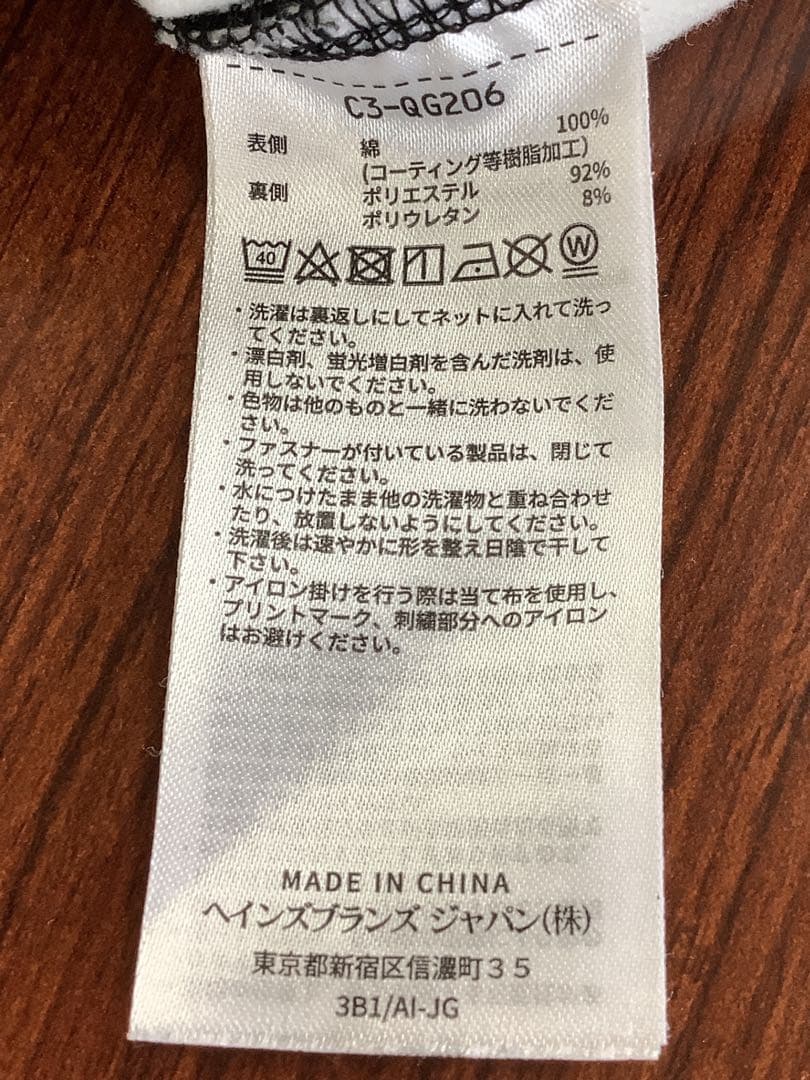 C3-QG206
表側 綿 100%
(コーティング等樹脂加工)
裏側 ポリエステル 92%
ポリウレタン 8%
40 W
・洗濯は裏返しにしてネットに入れて洗っ
てください。
・漂白剤、蛍光増白剤を含んだ洗剤は、使
用しないでください。
・色物は他のものと一緒に洗わないでくだ
さい。
・ファスナーが付いている製品は、閉じて
洗ってください。
・水につけたまま他の洗濯物と重ね合わせ
たり、放置しないようにしてください。
・洗濯後は速やかに形を整え日陰で干して
下さい。
・アイロン掛けを行う際は当て布を使用し、
プリントマーク、刺繍部分へのアイロン
はお避けください。
MADE IN CHINA
ヘインズブランズ ジャパン(株)
東京都新宿区信濃町35
3B1/AI-JG